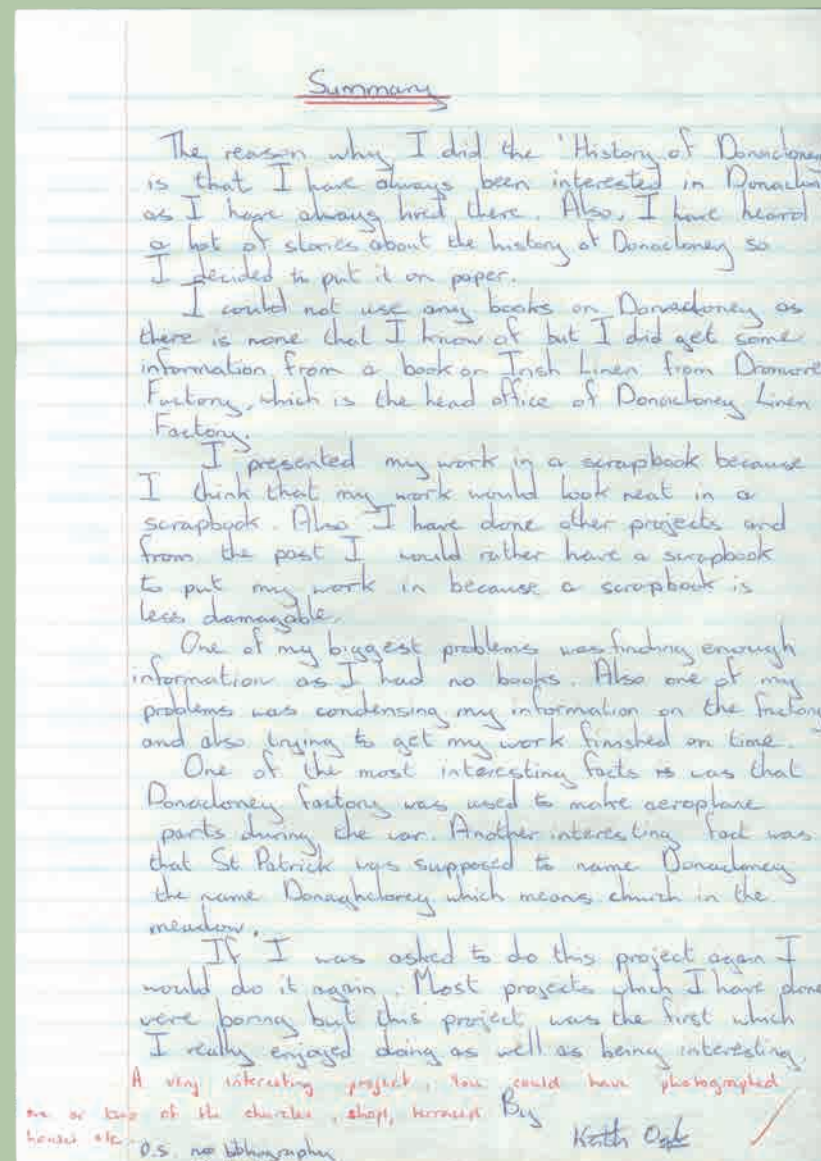 Summary
The reason why I did the 'History of Donacloney
is that I have always been interested in
as I have always lived there. Also, I have heard
a lot of stories about the history of Donacloney so
I decided to put it on paper.
I could not use any books on Donacloney as
there is none that I know of but I did get some
information from a book on Irish Linen from Dromore
Factory, which is the head office of Donacloney Linen
Factory.
I presented my work in a scrapbook because
I think that my work would look neat in a
scrapbook. Also I have done other projects and
from the past I would rather have a scrapbook
to put my work in because a scrapbook is
less damagable.
One of my biggest problems was finding enough
information as I had no books. Also one of my
problems was condensing my information on the factory
and also trying to get my work finished on time.
One of the most interesting facts is was that
Donacloney factory was used to make aeroplane
parts during the war. Another interesting fact was
that St Patrick was supposed to name Donacloney
the name Donaghcloney which means church in the
meadow.
If I was asked to do this project again I
would do it again. Most projects which I have done
were boring but this project was the first which
I really enjoyed doing as well as being interesting.
A very interesting project, You could have photographed
one or two of the churches, shop, terraced
houses etc.
By
Keith Ogle
P.S. no bibliography